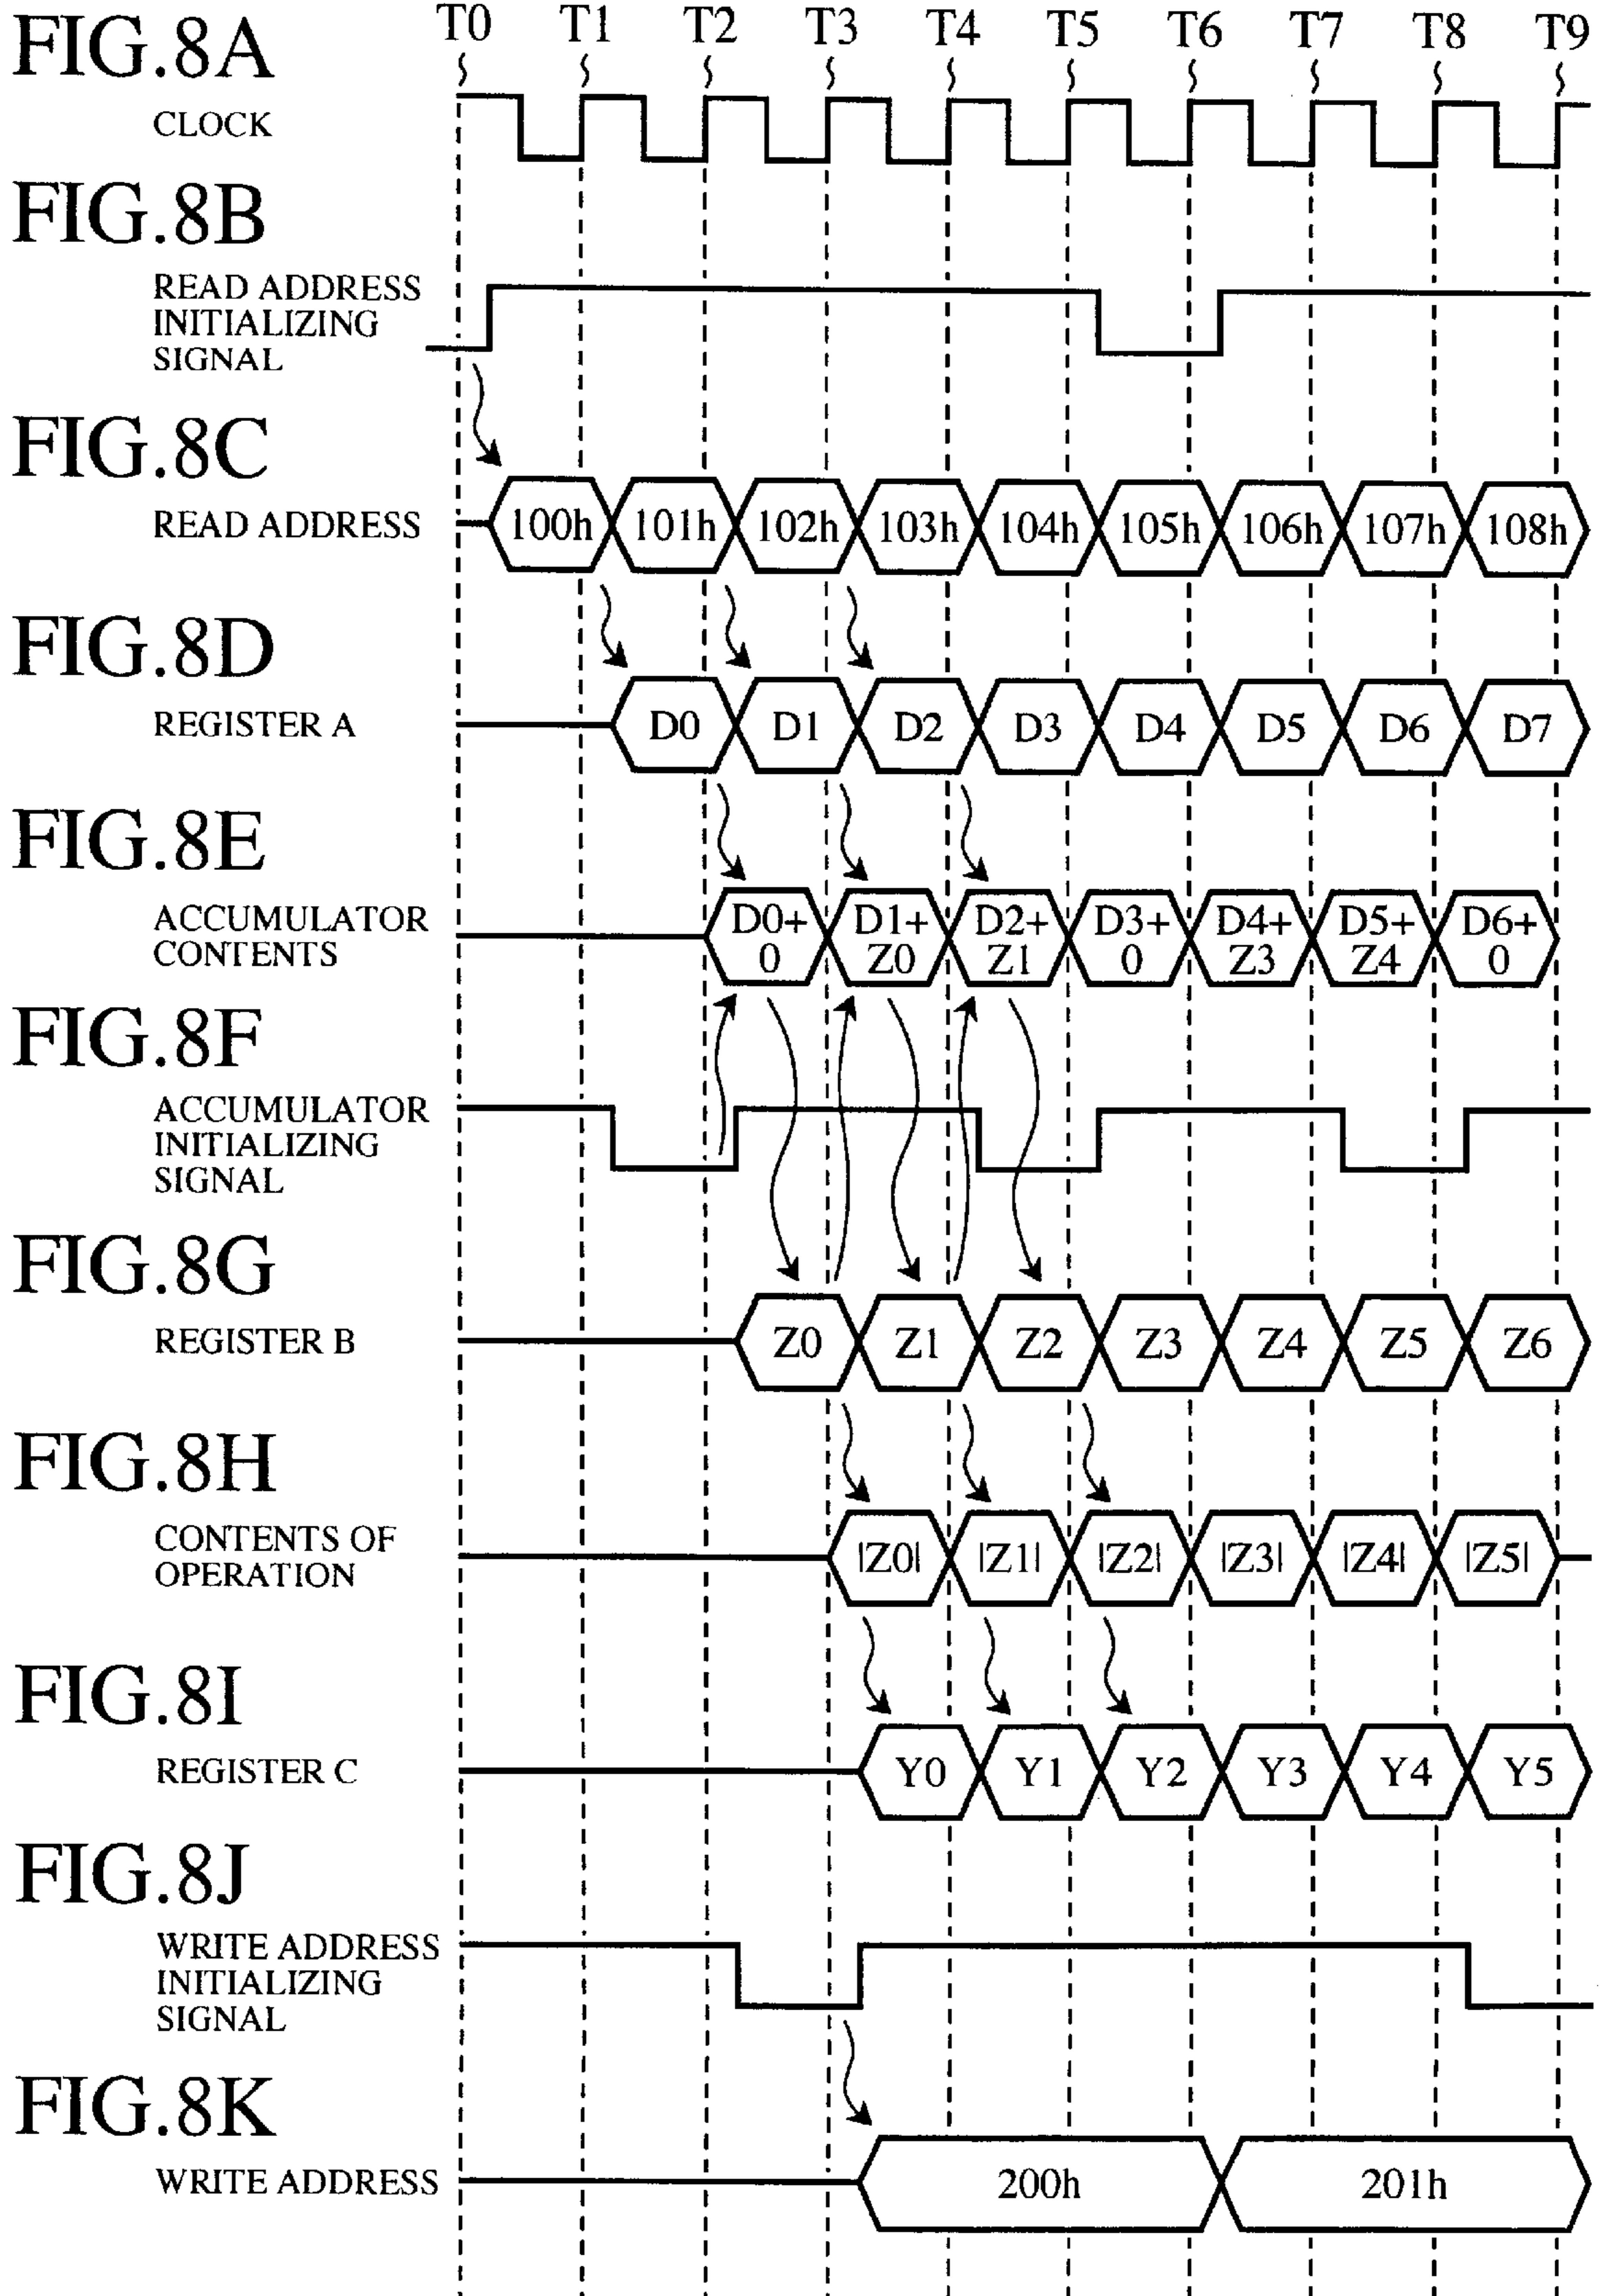 T0 T1 T2 T3 T4 T5 T6 T7 T8 T9
FIG.8A
CLOCK
FIG.8B
READ ADDRESS
INITIALIZING
SIGNAL
FIG.8C
READ ADDRESS 100h 101h 102h 103h 104h 105h 106h 107h 108h
FIG.8D
REGISTER A D0 D1 D2 D3 D4 D5 D6 D7
FIG.8E
ACCUMULATOR D0+ D1+ D2+ D3+ D4+ D5+ D6+
CONTENTS 0 Z0 Z1 0 Z3 Z4 0
FIG.8F
ACCUMULATOR
INITIALIZING
SIGNAL
FIG.8G
REGISTER B Z0 Z1 Z2 Z3 Z4 Z5 Z6
FIG.8H
CONTENTS OF
OPERATION |Z0| |Z1| |Z2| |Z3| |Z4| |Z5|
FIG.8I
REGISTER C Y0 Y1 Y2 Y3 Y4 Y5
FIG.8J
WRITE ADDRESS
INITIALIZING
SIGNAL
FIG.8K
WRITE ADDRESS 200h 201h